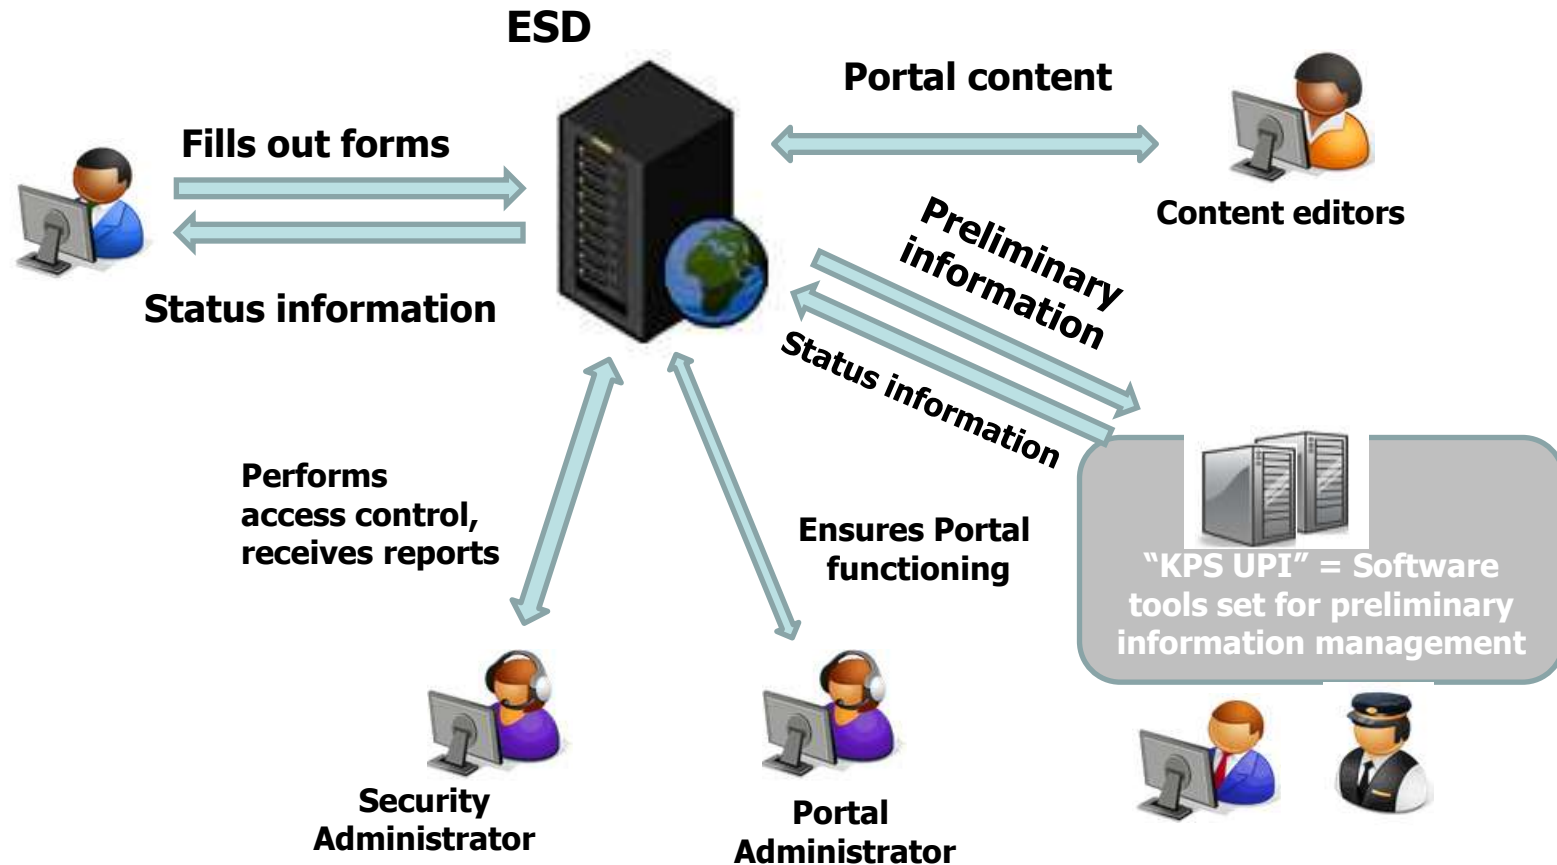 ESD
Portal content
Fills out forms
Content editors
Preliminary
information
Status information
Status information
Performs
access control,
receives reports
Ensures Portal
functioning
“KPS UPI” = Software
tools set for preliminary
information management
Security
Administrator
Portal
Administrator